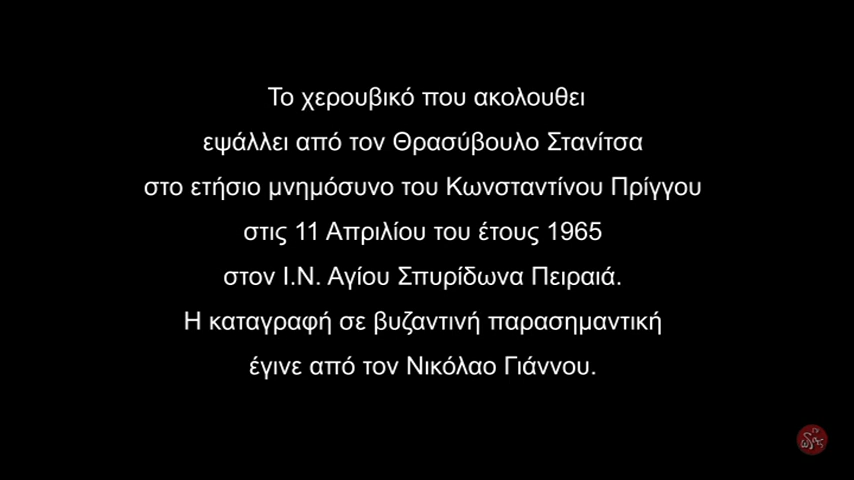 Το χερουβικό που ακολουθει
εψάλλει από τον Θρασύβουλο Στανίτσα
στο ετήσιο μνημόσυνο του Κωνσταντίνου Πρίγγου
στις 11 Απριλίου του έτους 1965
στον Ι.Ν. Αγίου Σπυρίδωνα Πειραιά.
Η καταγραφή σε βυζαντινή παρασημαντική
έγινε από τον Νικόλαο Γιάννου.